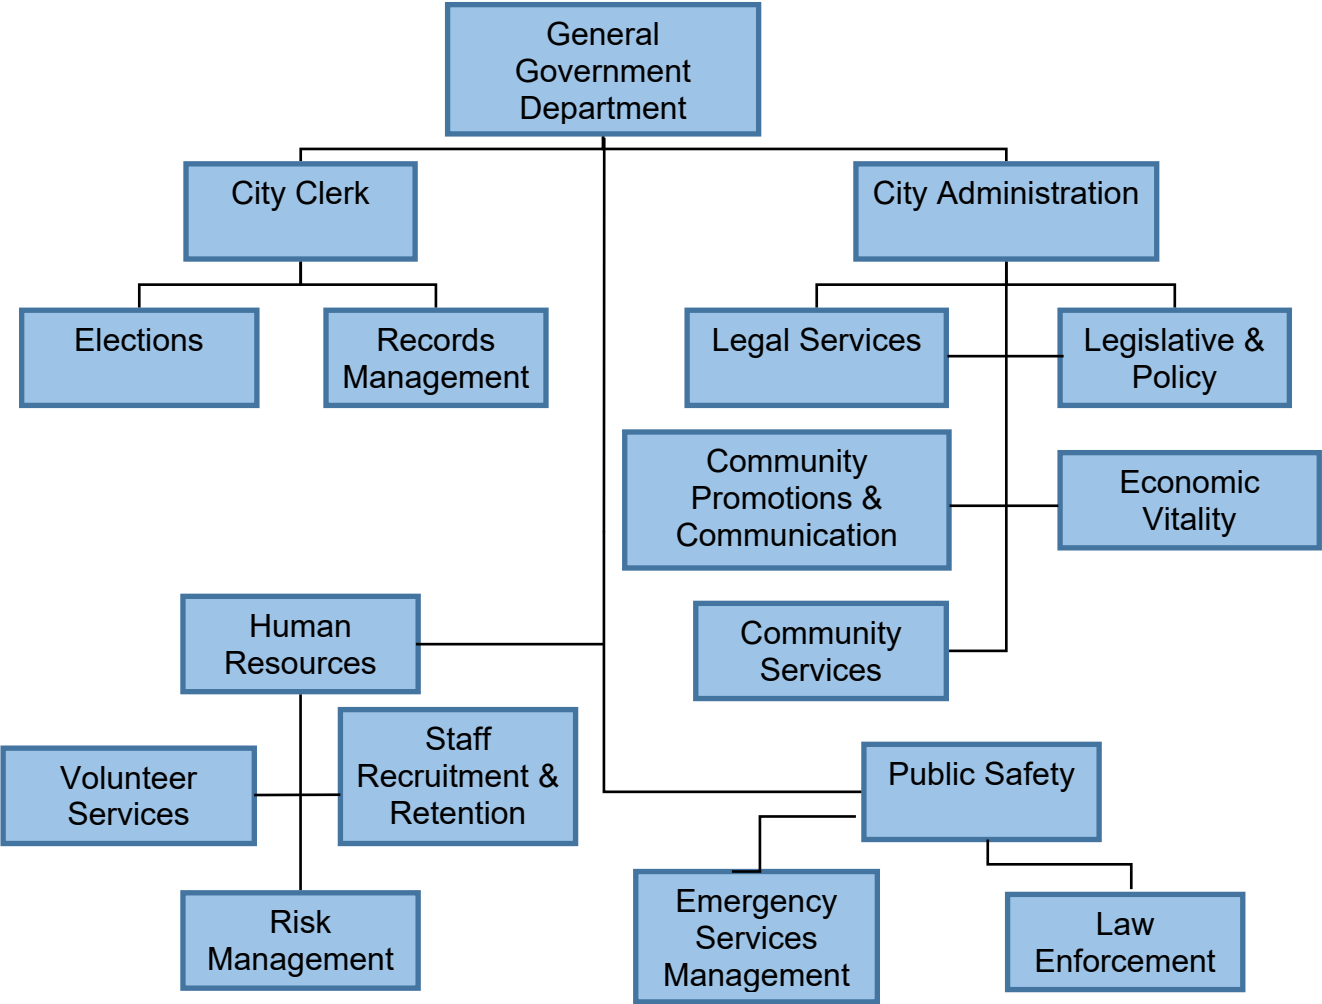 General
Government
Department
City Clerk
City Administration
Elections
Records
Management
Legal Services
Legislative &
Policy
Community
Promotions &
Communication
Economic
Vitality
Human
Resources
Community
Services
Volunteer
Services
Staff
Recruitment &
Retention
Public Safety
Risk
Management
Emergency
Services
Management
Law
Enforcement